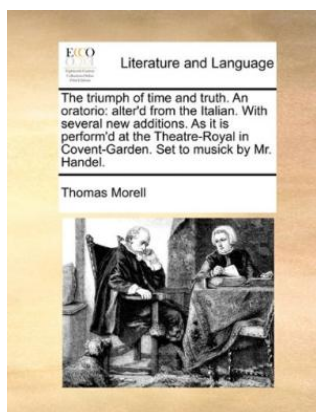 ECCO
Literature and Language
The triumph of time and truth. An
oratorio: alter'd from the Italian. With
several new additions. As it is
perform'd at the Theatre-Royal in
Covent-Garden. Set to musick by Mr.
Handel.
Thomas Morell